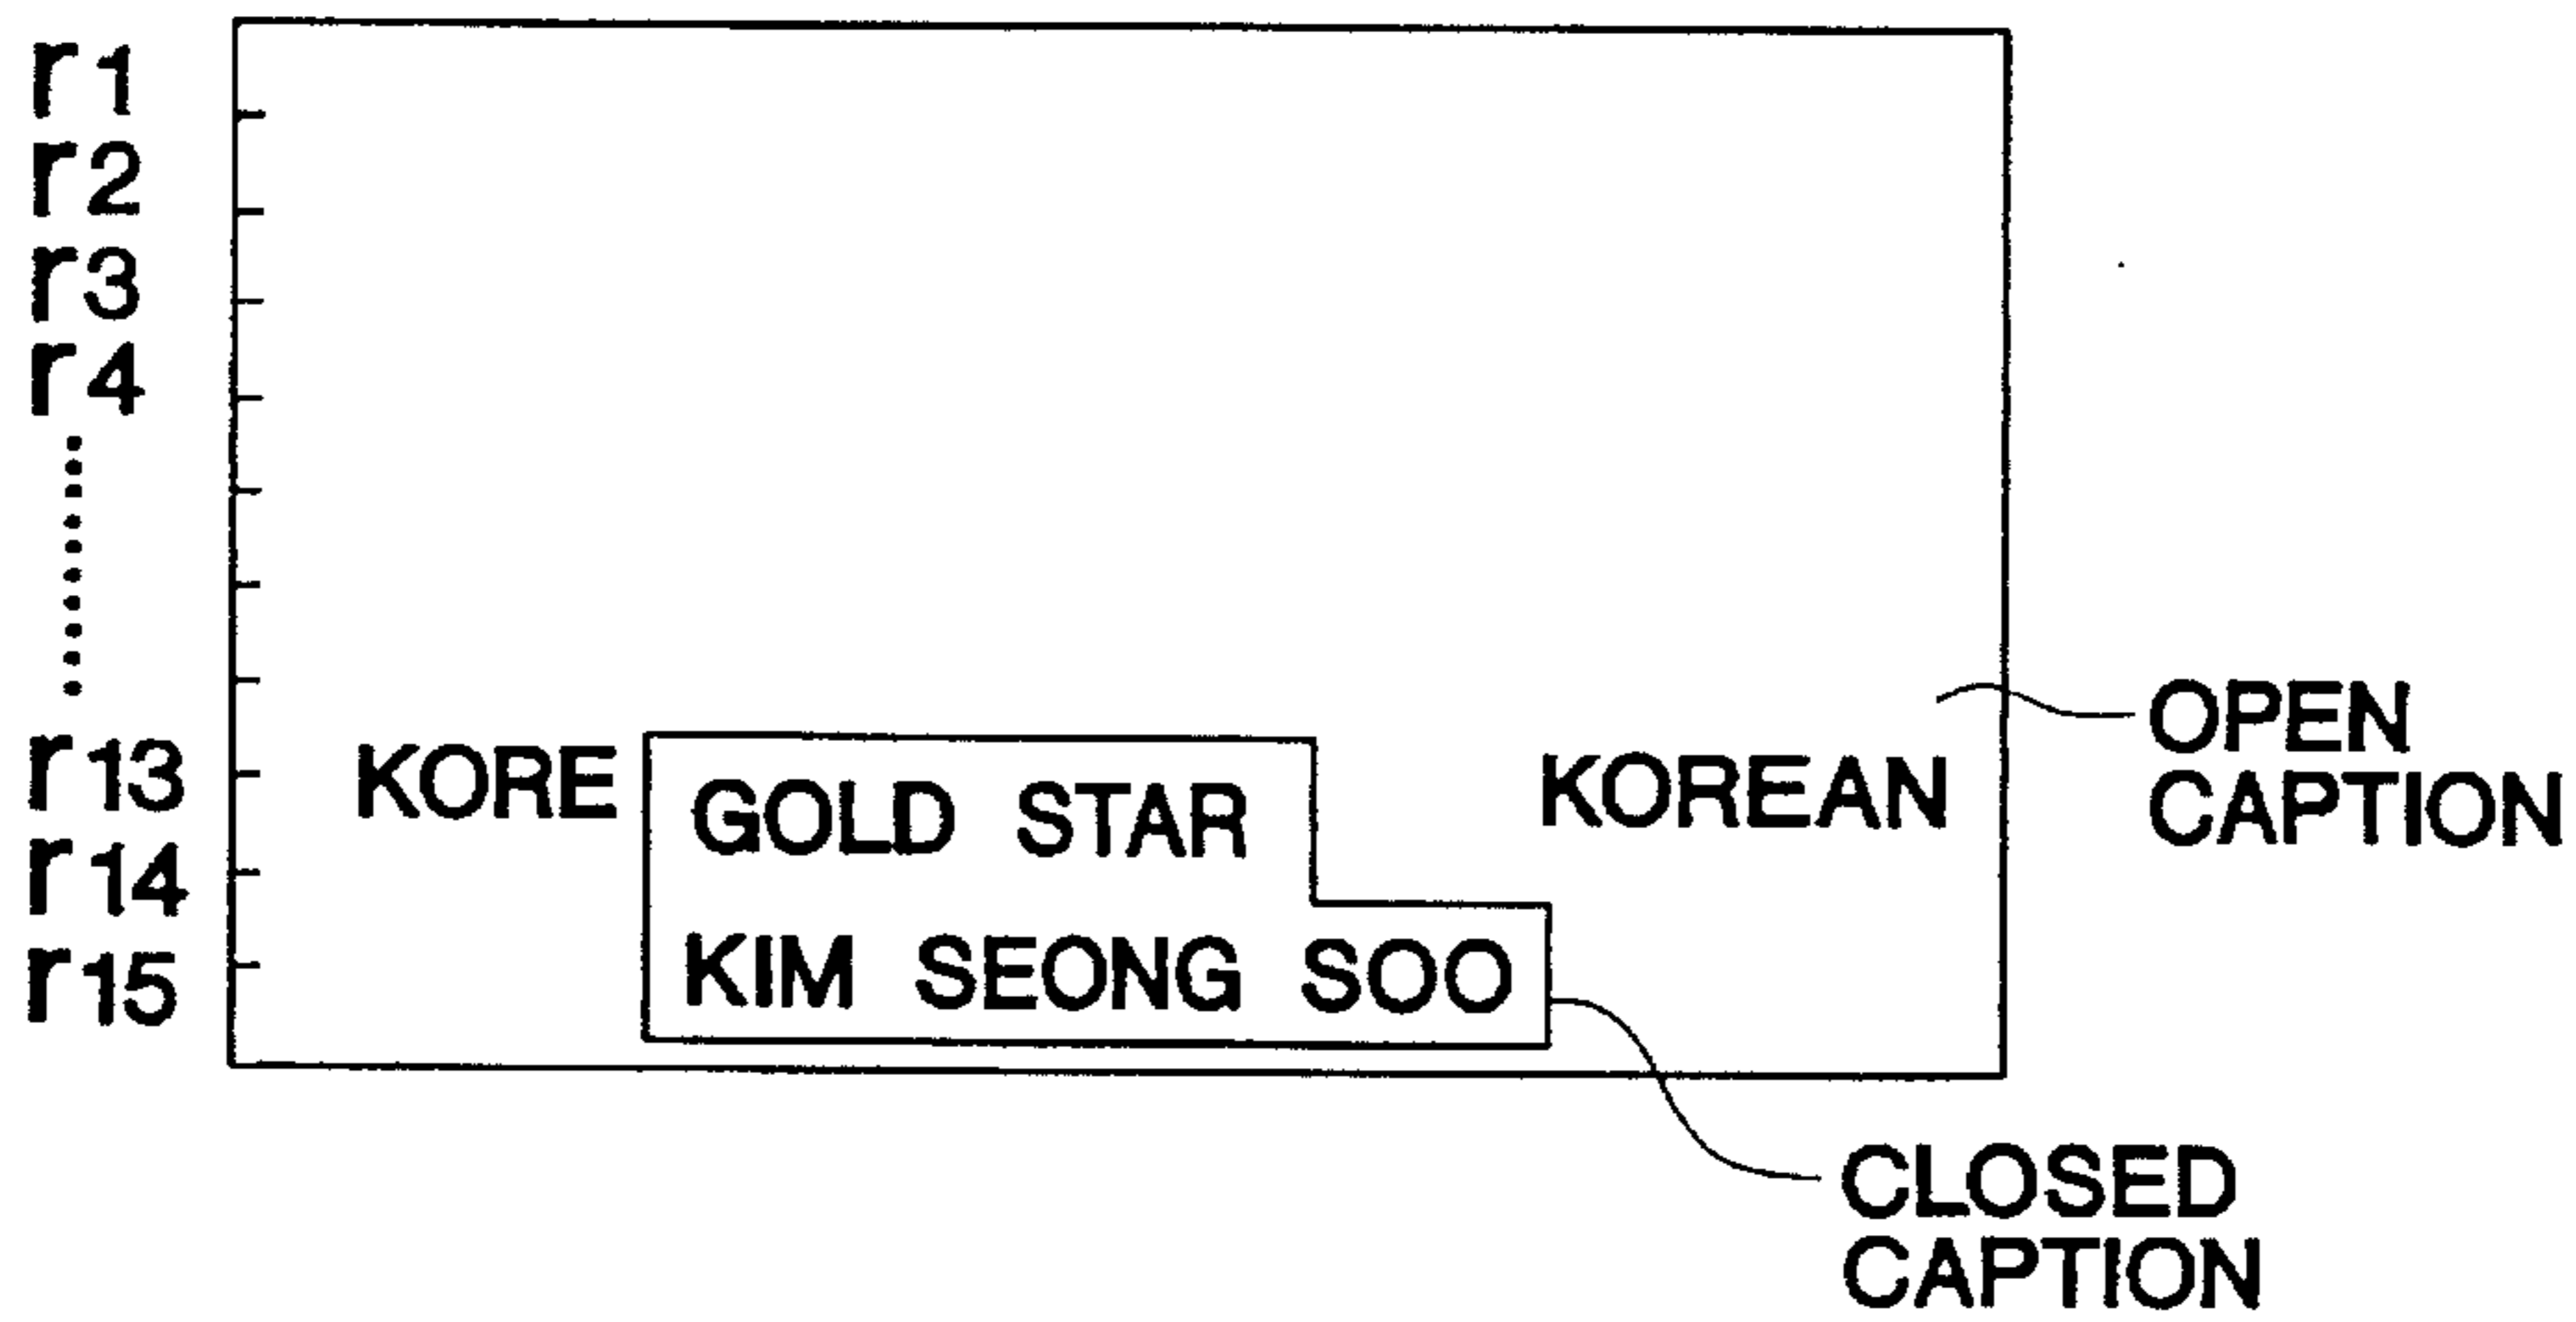 r1
r2
r3
r4
r13
r14
r15
KORE
GOLD STAR
KOREAN
KIM SEONG SOO
OPEN
CAPTION
CLOSED
CAPTION